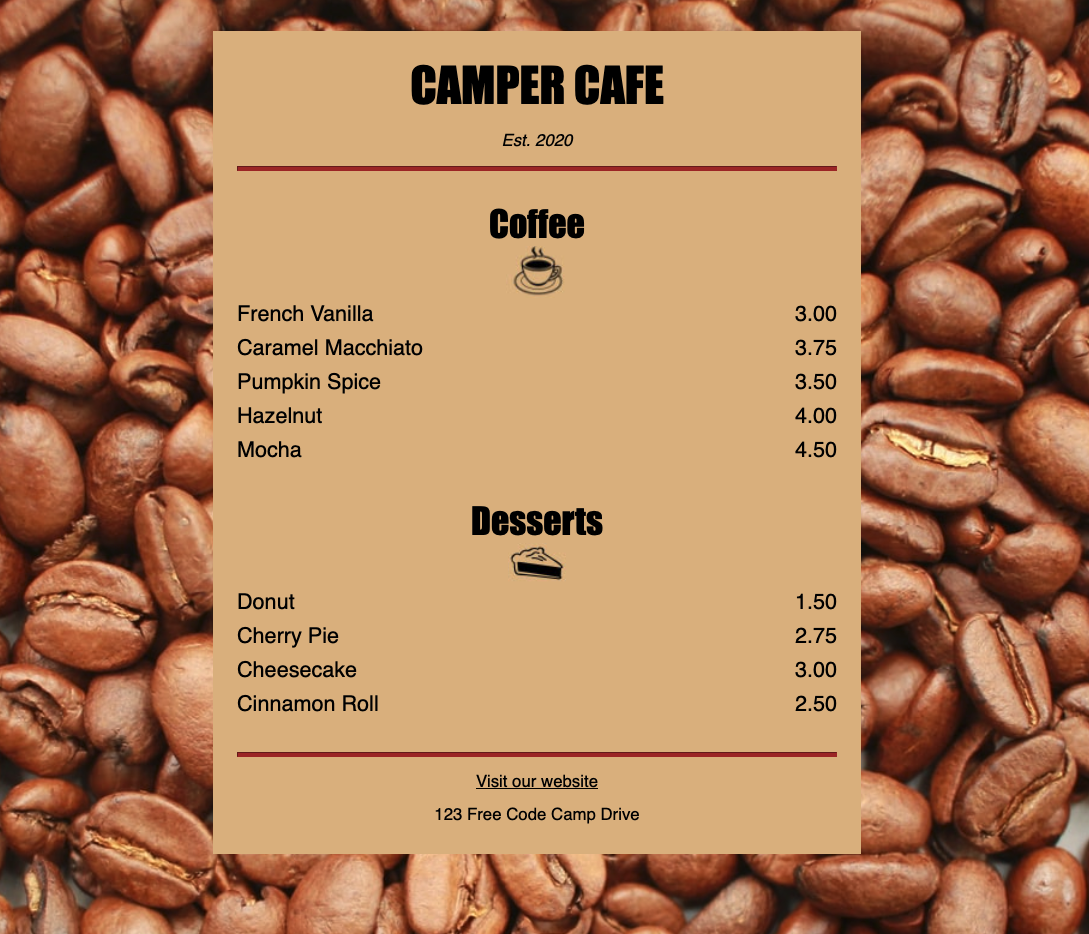 CAMPER CAFE
Est. 2020
Coffee
French Vanilla 3.00
Caramel Macchiato 3.75
Pumpkin Spice 3.50
Hazelnut 4.00
Mocha 4.50
Desserts
Donut 1.50
Cherry Pie 2.75
Cheesecake 3.00
Cinnamon Roll 2.50
Visit our website
123 Free Code Camp Drive